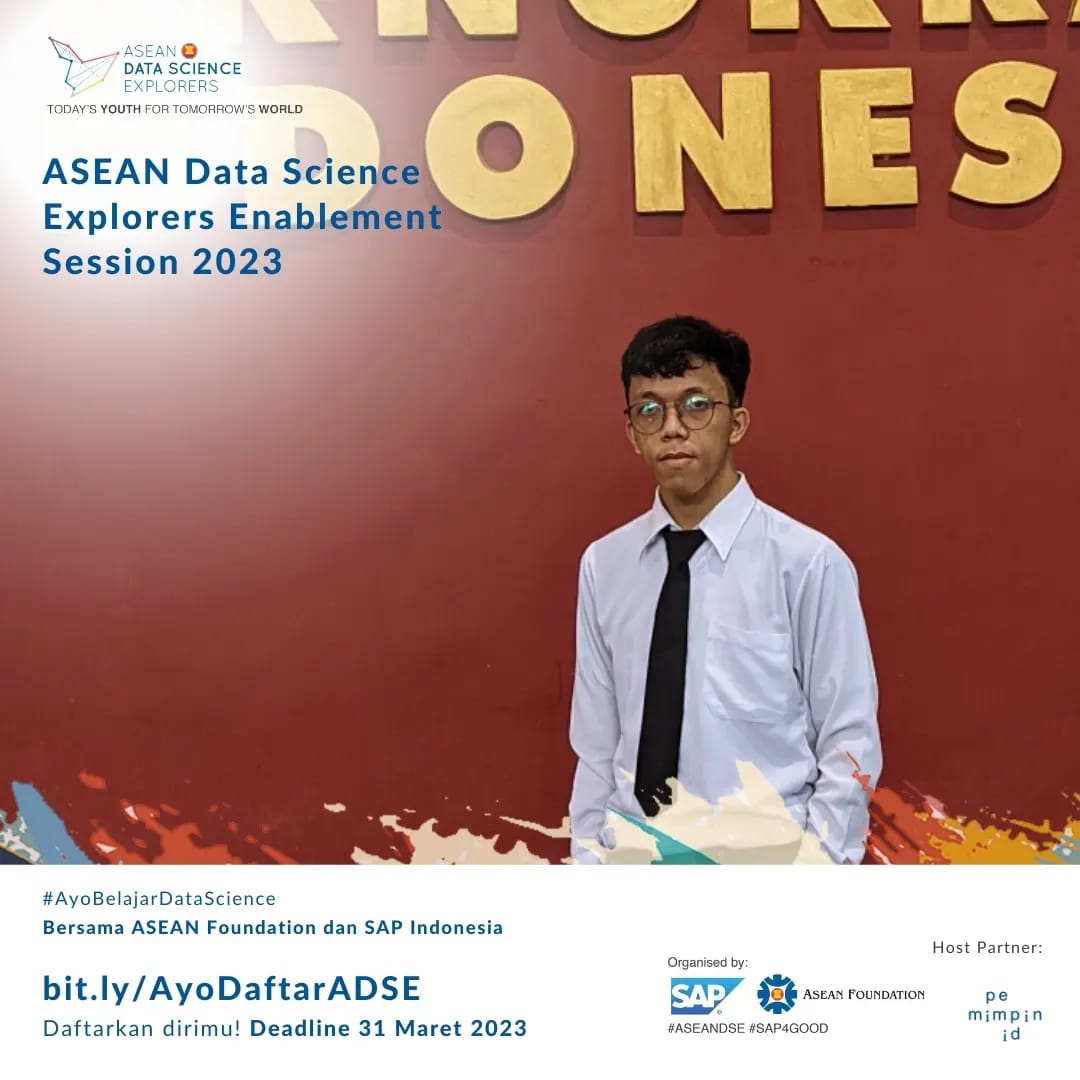 ASEAN
DATA SCIENCE
EXPLORERS
TODAY'S YOUTH FOR TOMORROW'S WORLD
ASEAN Data Science
Explorers Enablement
Session 2023
DONES
#AyoBelajarDataScience
Bersama ASEAN Foundation dan SAP Indonesia
bit.ly/AyoDaftarADSE
Daftarkan dirimu! Deadline 31 Maret 2023
Organised by:
SAP
ASEAN FOUNDATION
#ASEANDSE #SAP4GOOD
Host Partner:
pe
mimpin
id